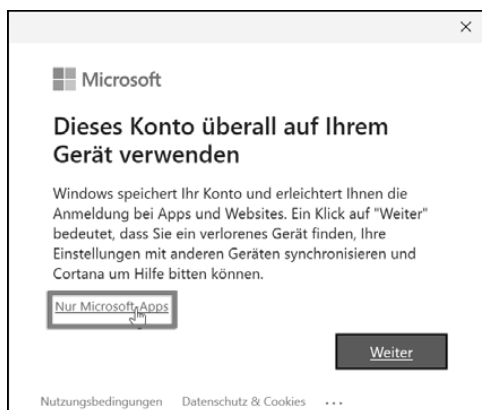 Microsoft
Dieses Konto überall auf Ihrem
Gerät verwenden
Windows speichert Ihr Konto und erleichtert Ihnen die
Anmeldung bei Apps und Websites. Ein Klick auf "Weiter"
bedeutet, dass Sie ein verlorenes Gerät finden, Ihre
Einstellungen mit anderen Geräten synchronisieren und
Cortana um Hilfe bitten können.
Nur Microsoft-Apps
Weiter
Nutzungsbedingungen Datenschutz & Cookies ...